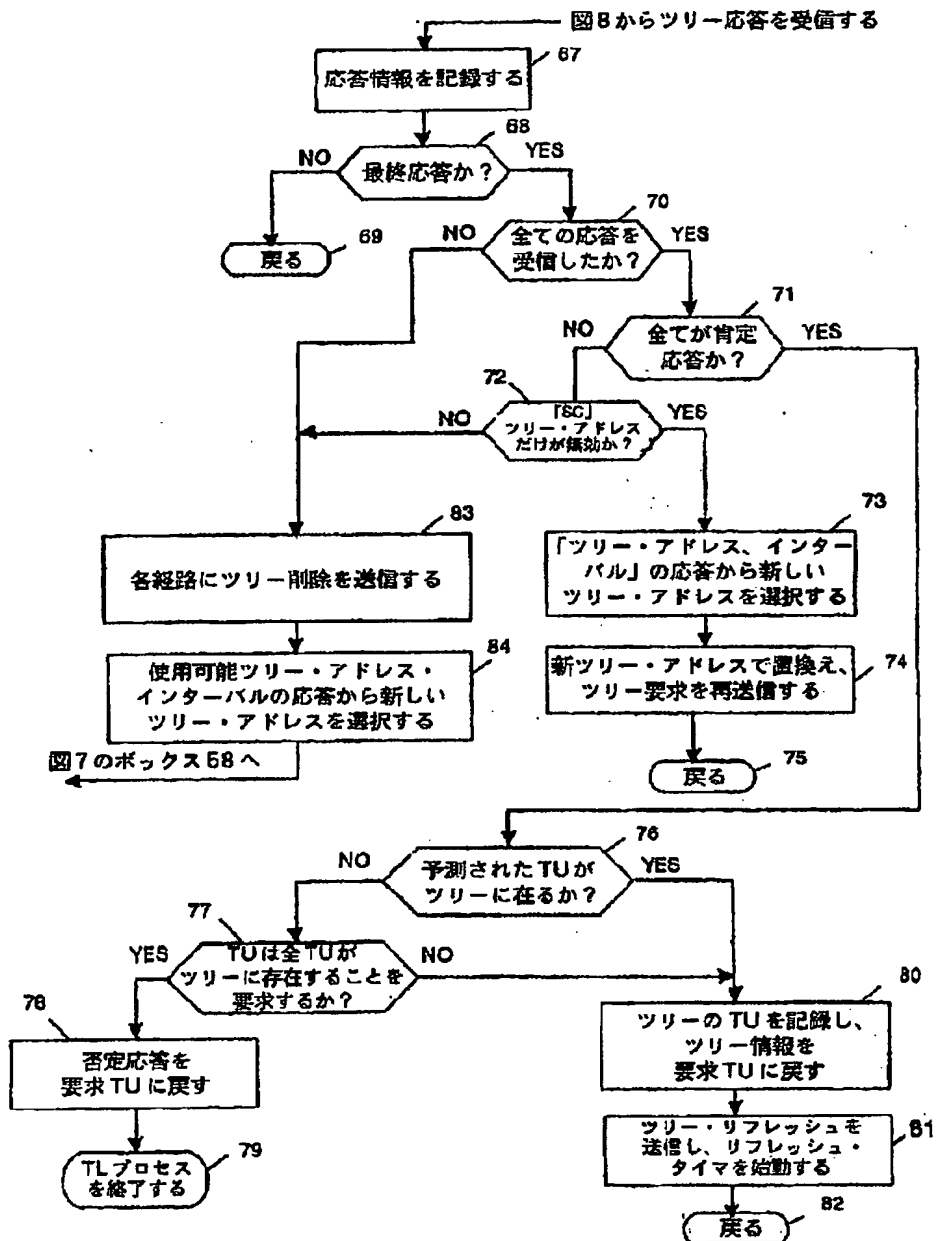 図8からツリー応答を受信する
67
応答情報を記録する
68
NO
YES
最終応答か？
70
69
戻る
NO
全ての応答を
受信したか？
YES
71
NO
全てが肯定
応答か？
YES
72
NO
「SC」
ツリー・アドレス
だけが無効か？
YES
83
73
各経路にツリー削除を送信する
「ツリー・アドレス、インター
バル」の応答から新しい
ツリー・アドレスを選択する
84
使用可能ツリー・アドレス・
インターバルの応答から新しい
ツリー・アドレスを選択する
新ツリー・アドレスで置換え、
ツリー要求を再送信する
74
図7のボックス58へ
戻る
75
76
NO
予測されたTUが
ツリーに在るか？
YES
77
YES
TUは全TUが
ツリーに存在することを
要求するか？
NO
78
80
否定応答を
要求TUに戻す
ツリーのTUを記録し、
ツリー情報を
要求TUに戻す
79
TLプロセス
を終了する
ツリー・リフレッシュを
送信し、リフレッシュ・
タイマを始動する
81
82
戻る